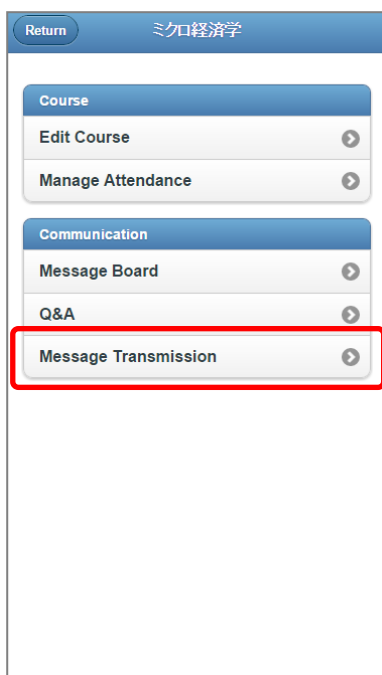 Return
ミクロ経済学
Course
Edit Course
Manage Attendance
Communication
Message Board
Q&A
Message Transmission